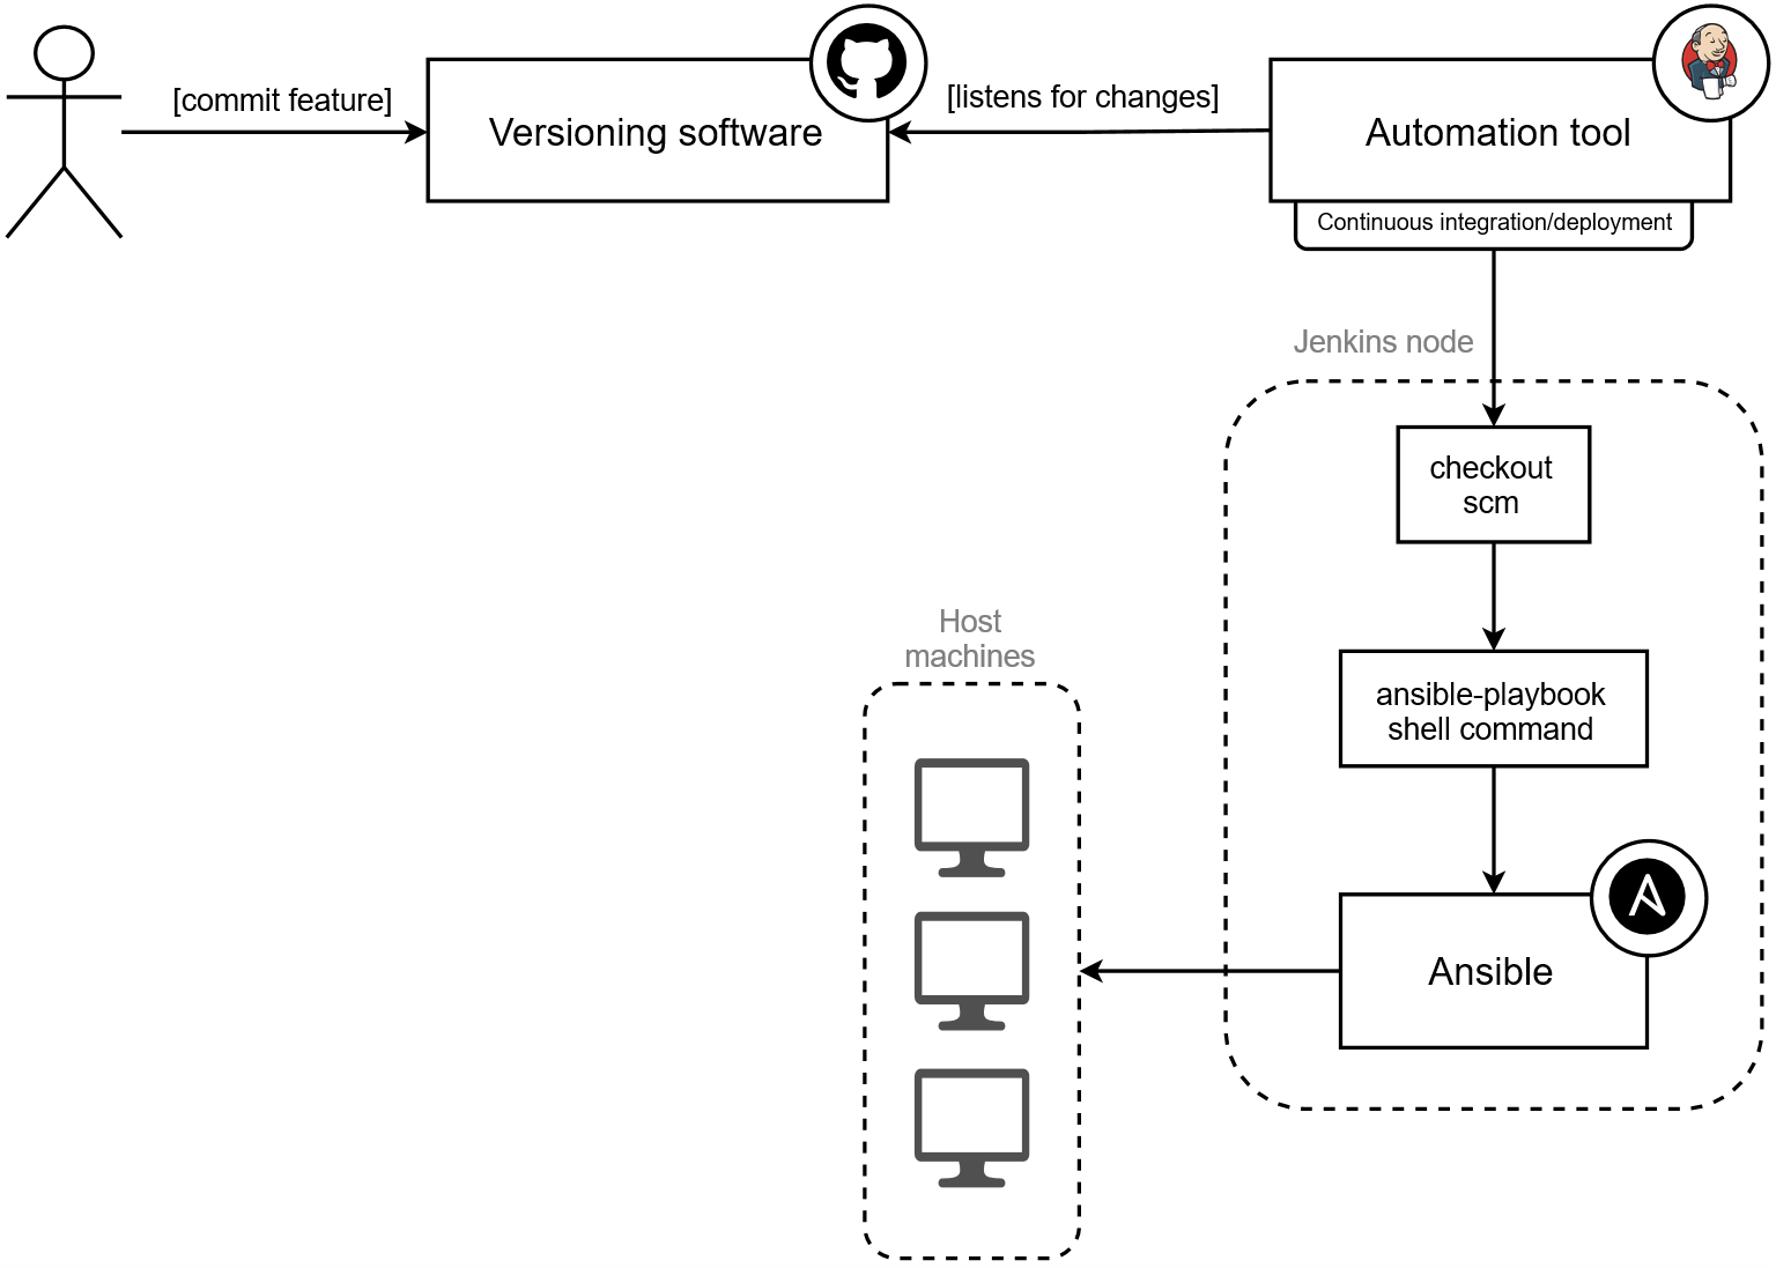 [commit feature]
Versioning software
[listens for changes]
Automation tool
Continuous integration/deployment
Jenkins node
checkout
scm
ansible-playbook
shell command
Ansible
Host
machines